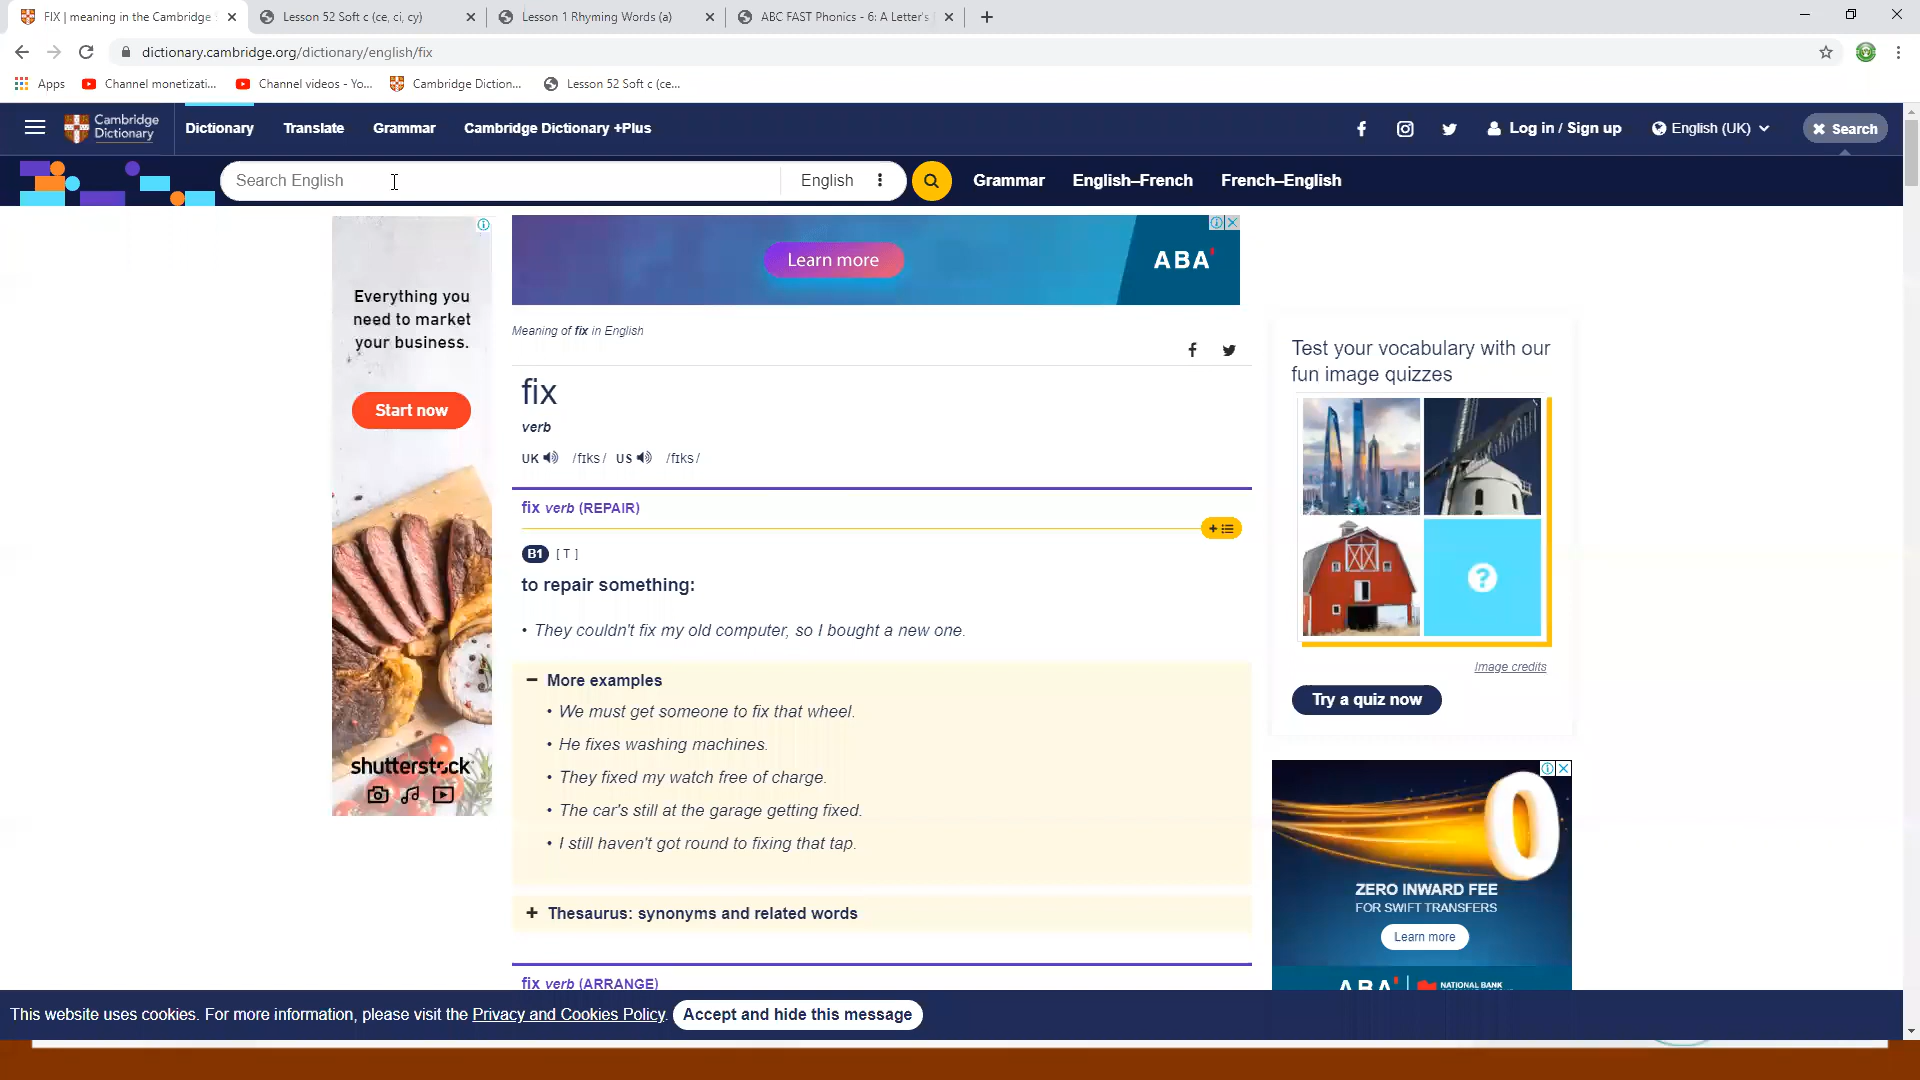 FIX | meaning in the Cambridge
Lesson 52 Soft c (ce, ci, cy)
Lesson 1 Rhyming Words (a)
ABC FAST Phonics - 6: A Letter's
dictionary.cambridge.org/dictionary/english/fix
Apps
Channel monetizati...
Channel videos - Yo...
Cambridge Diction...
Lesson 52 Soft c (ce...
Cambridge
Dictionary
Dictionary
Translate
Grammar
Cambridge Dictionary +Plus
Log in / Sign up
English (UK)
Search
Search English
English
Grammar
English–French
French–English
Everything you
need to market
your business.
Start now
shutterstock
Learn more
ABA
Meaning of fix in English
fix
verb
UK /fɪks/ US /fɪks/
fix verb (REPAIR)
B1 [ T ]
to repair something:
• They couldn't fix my old computer, so I bought a new one.
− More examples
• We must get someone to fix that wheel.
• He fixes washing machines.
• They fixed my watch free of charge.
• The car's still at the garage getting fixed.
• I still haven't got round to fixing that tap.
+ Thesaurus: synonyms and related words
fix verb (ARRANGE)
Test your vocabulary with our
fun image quizzes
?
Image credits
Try a quiz now
0
ZERO INWARD FEE
FOR SWIFT TRANSFERS
Learn more
ABA
NATIONAL BANK
This website uses cookies. For more information, please visit the Privacy and Cookies Policy. Accept and hide this message